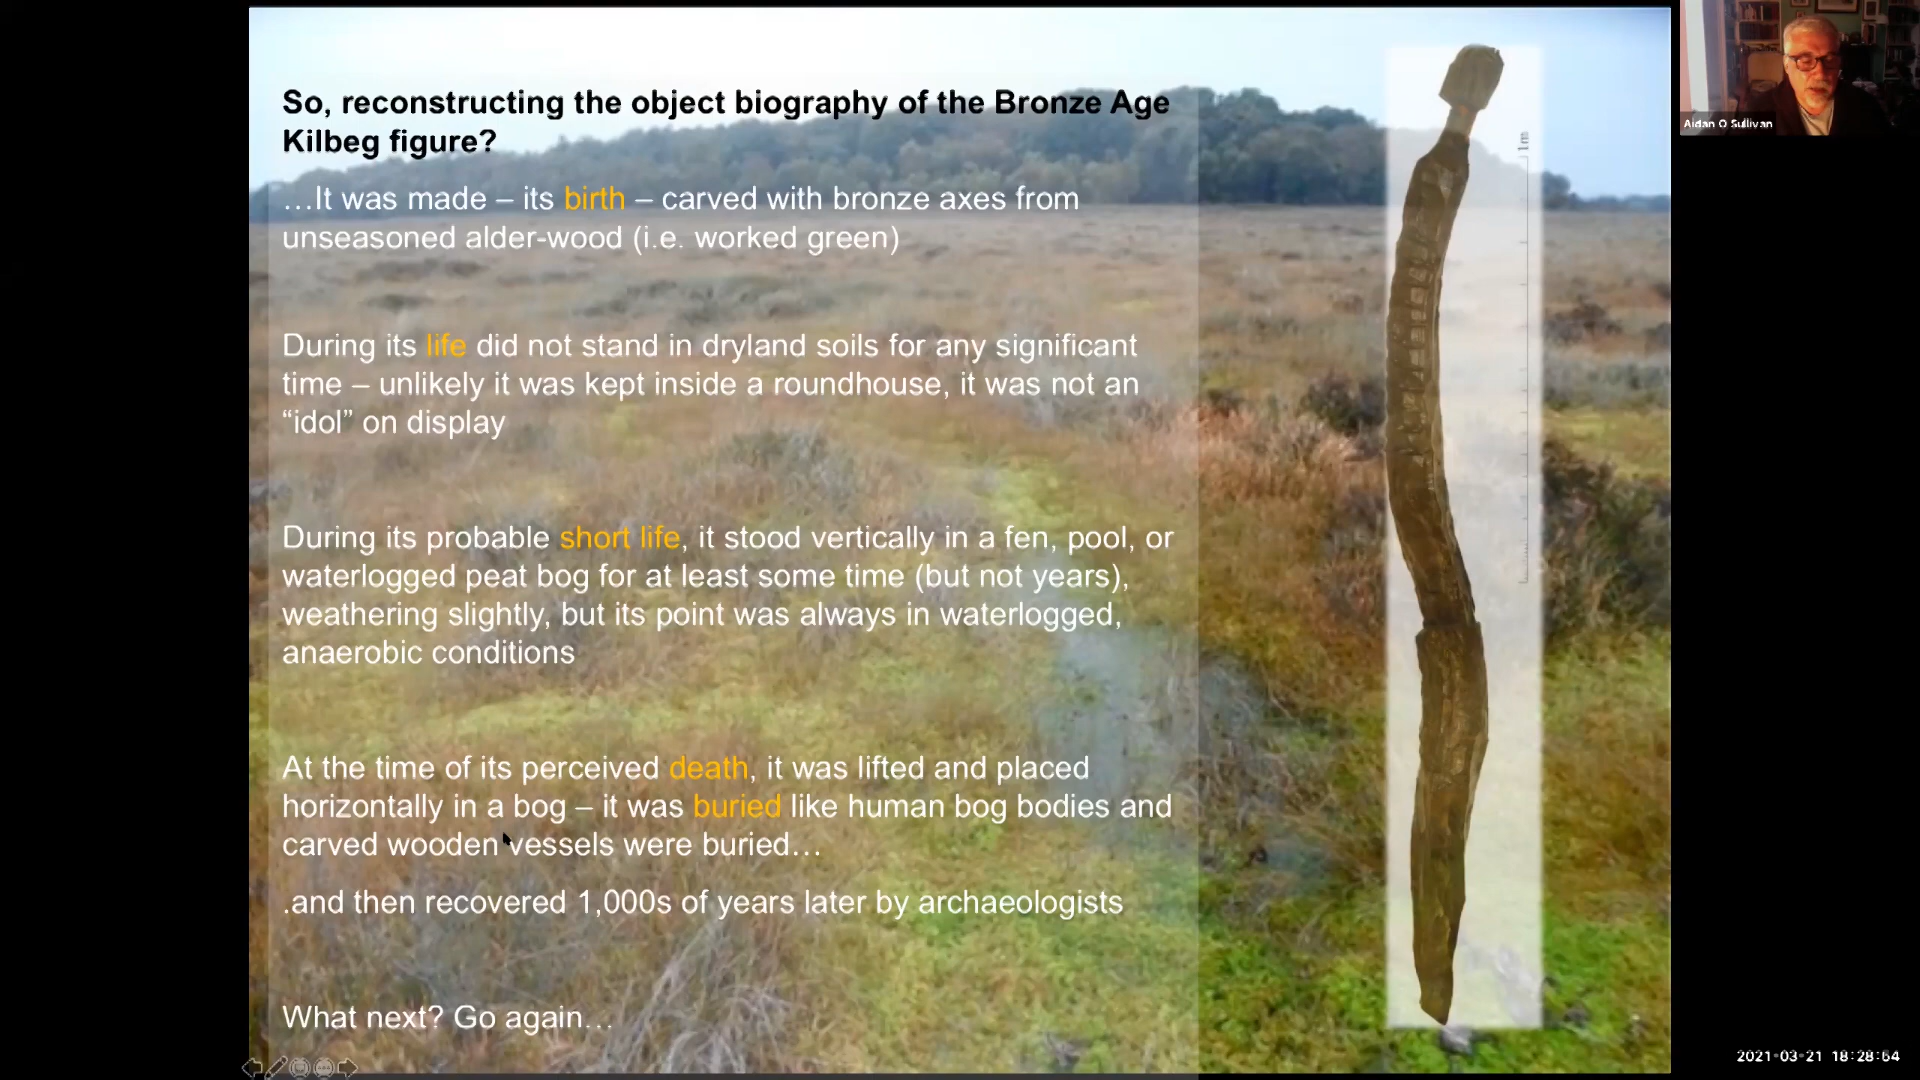 So, reconstructing the object biography of the Bronze Age
Kilbeg figure?
…It was made – its birth – carved with bronze axes from
unseasoned alder-wood (i.e. worked green)
During its life did not stand in dryland soils for any significant
time – unlikely it was kept inside a roundhouse, it was not an
“idol” on display
During its probable short life, it stood vertically in a fen, pool, or
waterlogged peat bog for at least some time (but not years),
weathering slightly, but its point was always in waterlogged,
anaerobic conditions
At the time of its perceived death, it was lifted and placed
horizontally in a bog – it was buried like human bog bodies and
carved wooden vessels were buried…
.and then recovered 1,000s of years later by archaeologists
What next? Go again…
1m
Aidan O Sullivan
2021-03-21 18:28:54